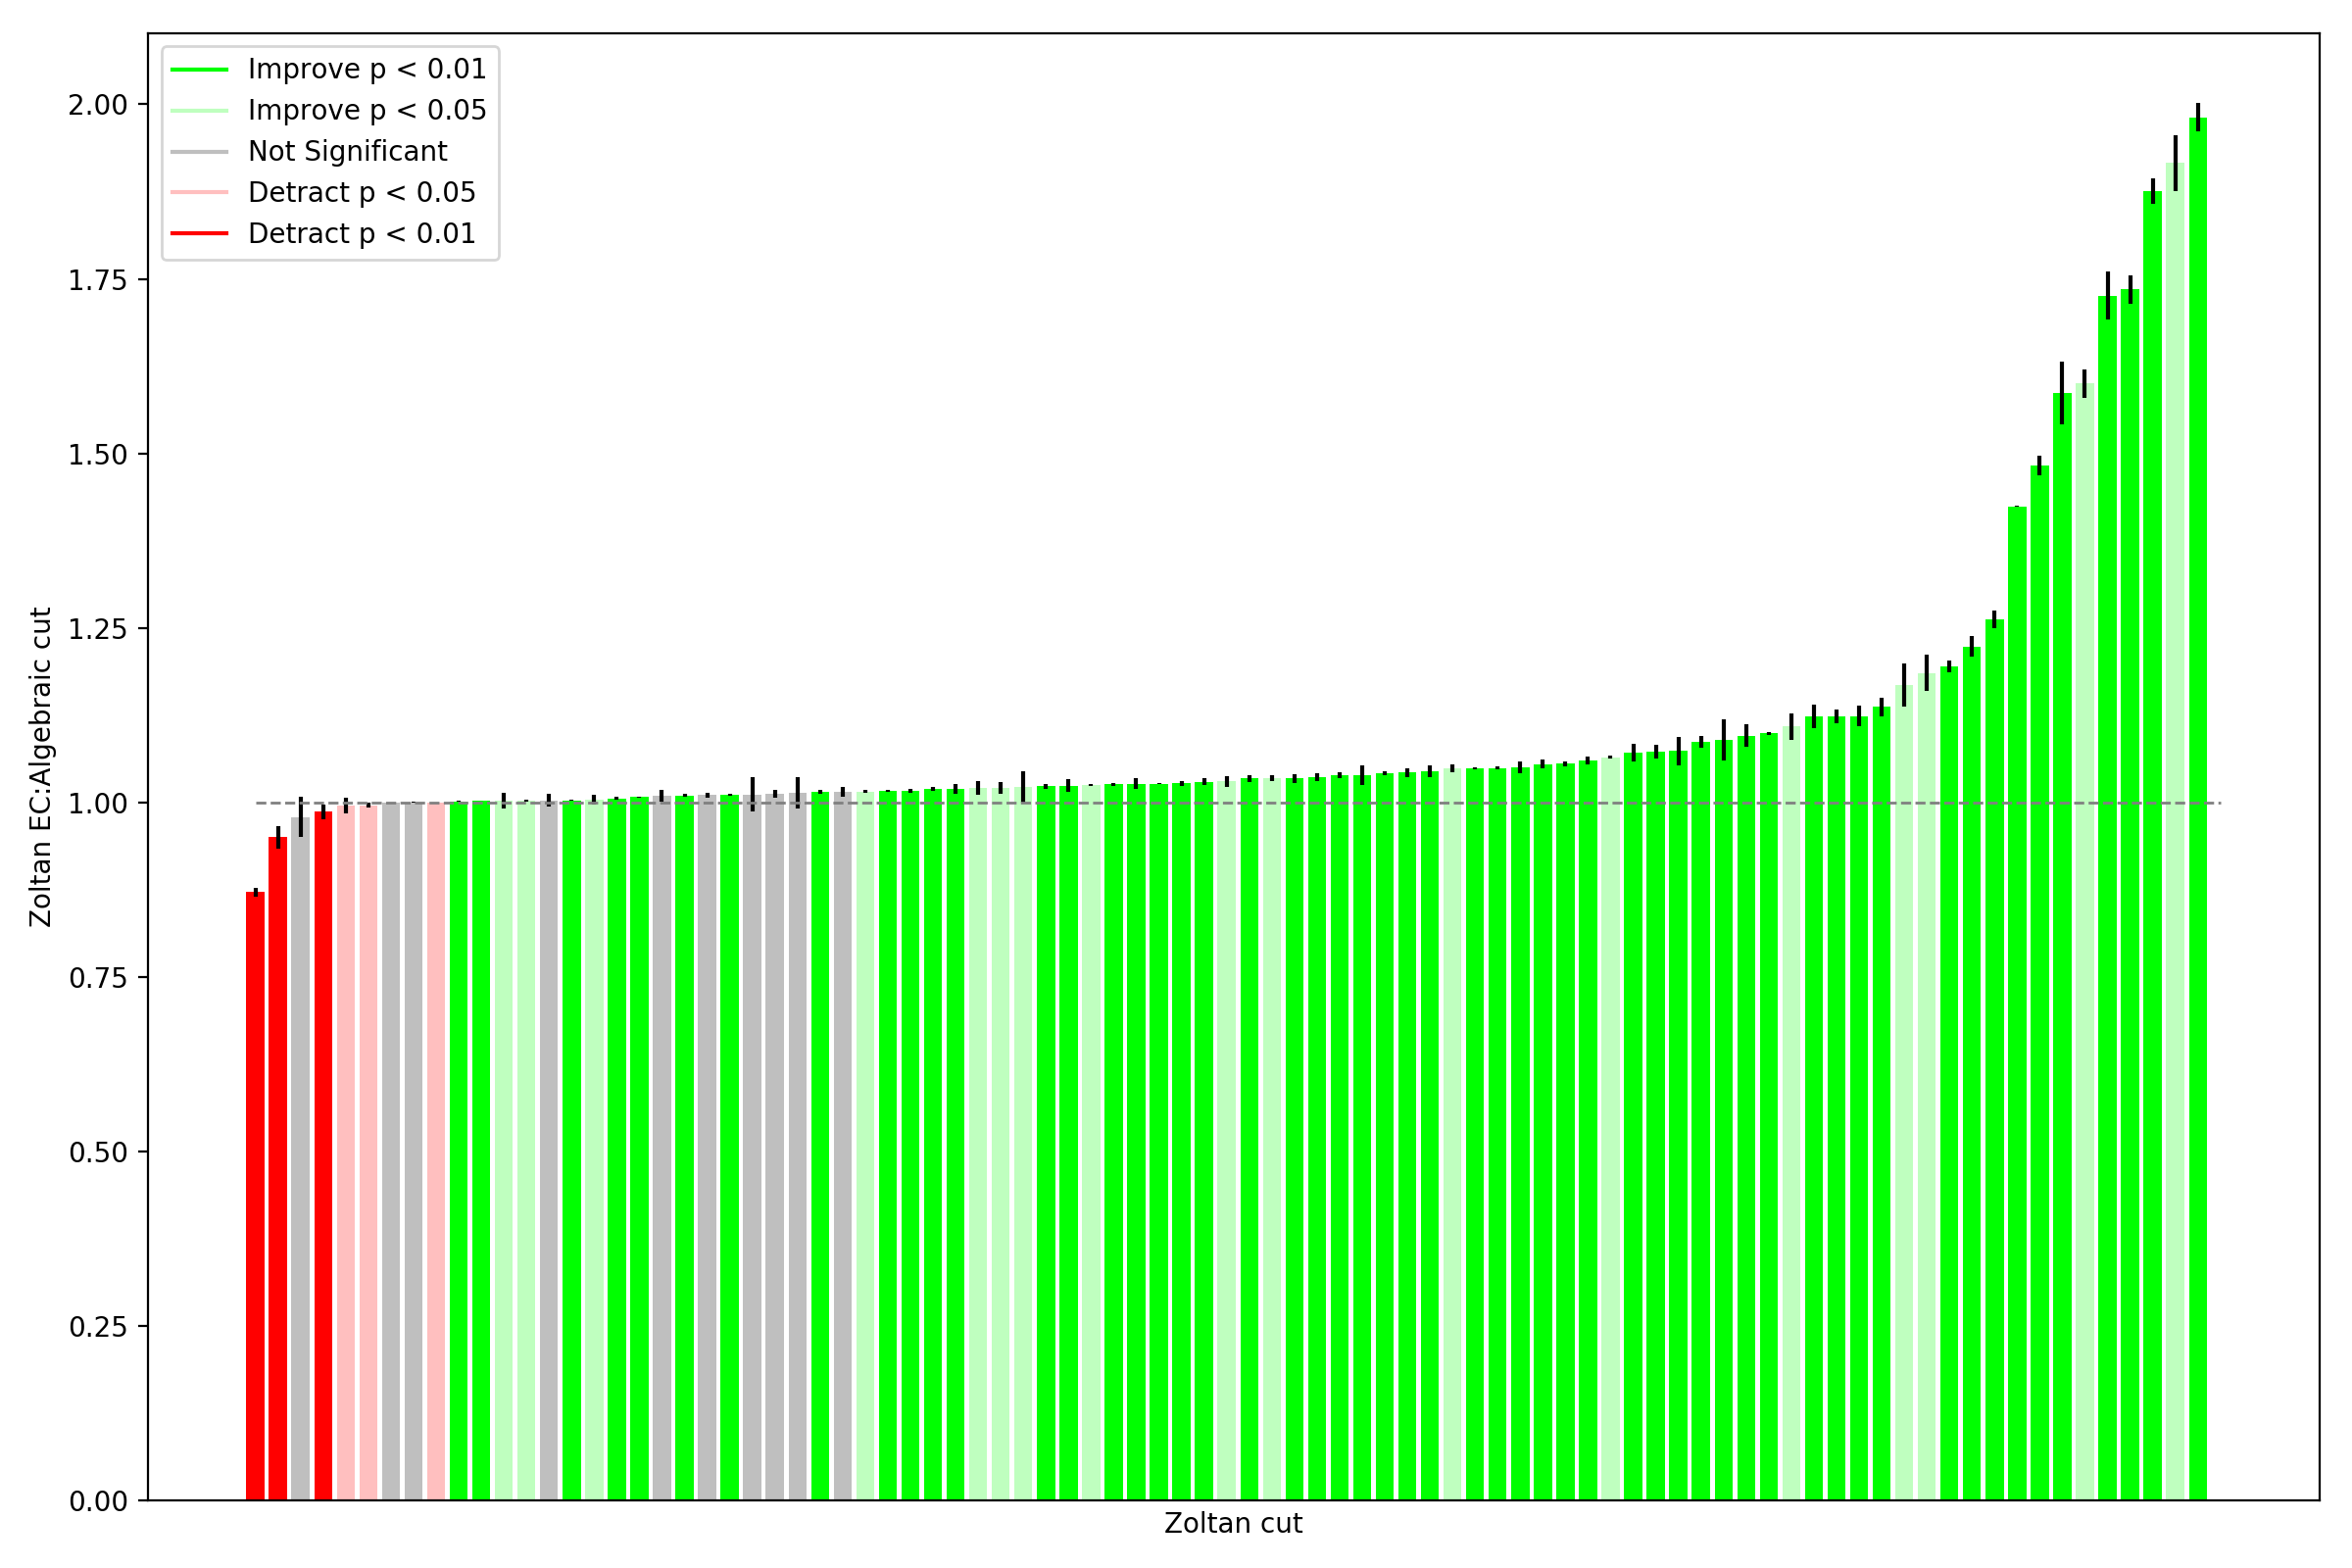 Improve p < 0.01
Improve p < 0.05
Not Significant
Detract p < 0.05
Detract p < 0.01
2.00
1.75
1.50
1.25
1.00
0.75
0.50
0.25
0.00
Zoltan EC:Algebraic cut
Zoltan cut